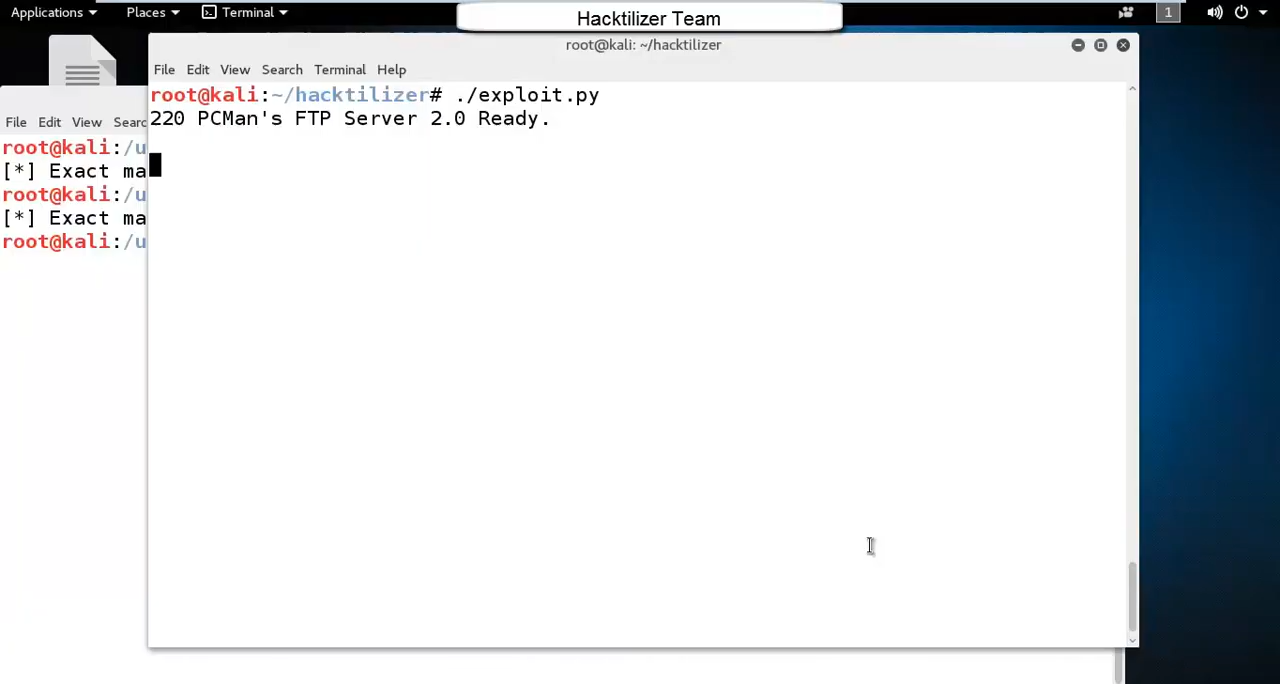 Applications Places Terminal 1
Hacktilizer Team
root@kali: ~/hacktilizer
File Edit View Search Terminal Help
root@kali:~/hacktilizer# ./exploit.py
220 PCMan's FTP Server 2.0 Ready.
File Edit View Searc
root@kali:/u
[*] Exact ma
root@kali:/u
[*] Exact ma
root@kali:/u